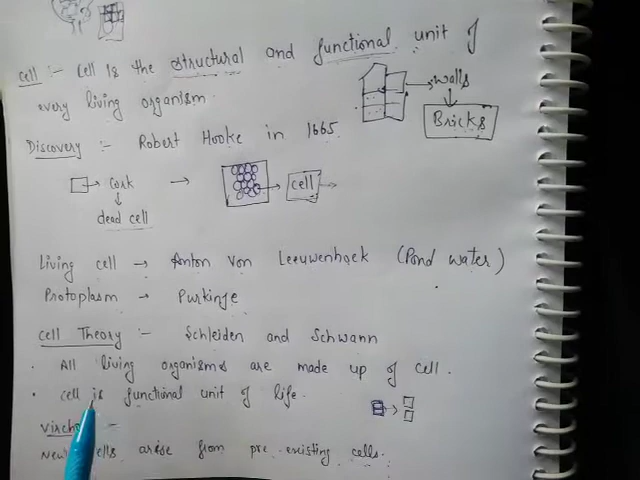 Cell :- Cell is the structural and functional unit of
every living organism.
walls
Bricks
Discovery :- Robert Hooke in 1665.
→ Cork → cell →
dead cell
Living cell → Anton von Leeuwenhoek (Pond water)
Protoplasm → Purkinje
Cell Theory :- Schleiden and Schwann
. All living organisms are made up of cell.
. Cell is functional unit of life.
:-
arise from pre existing cells.